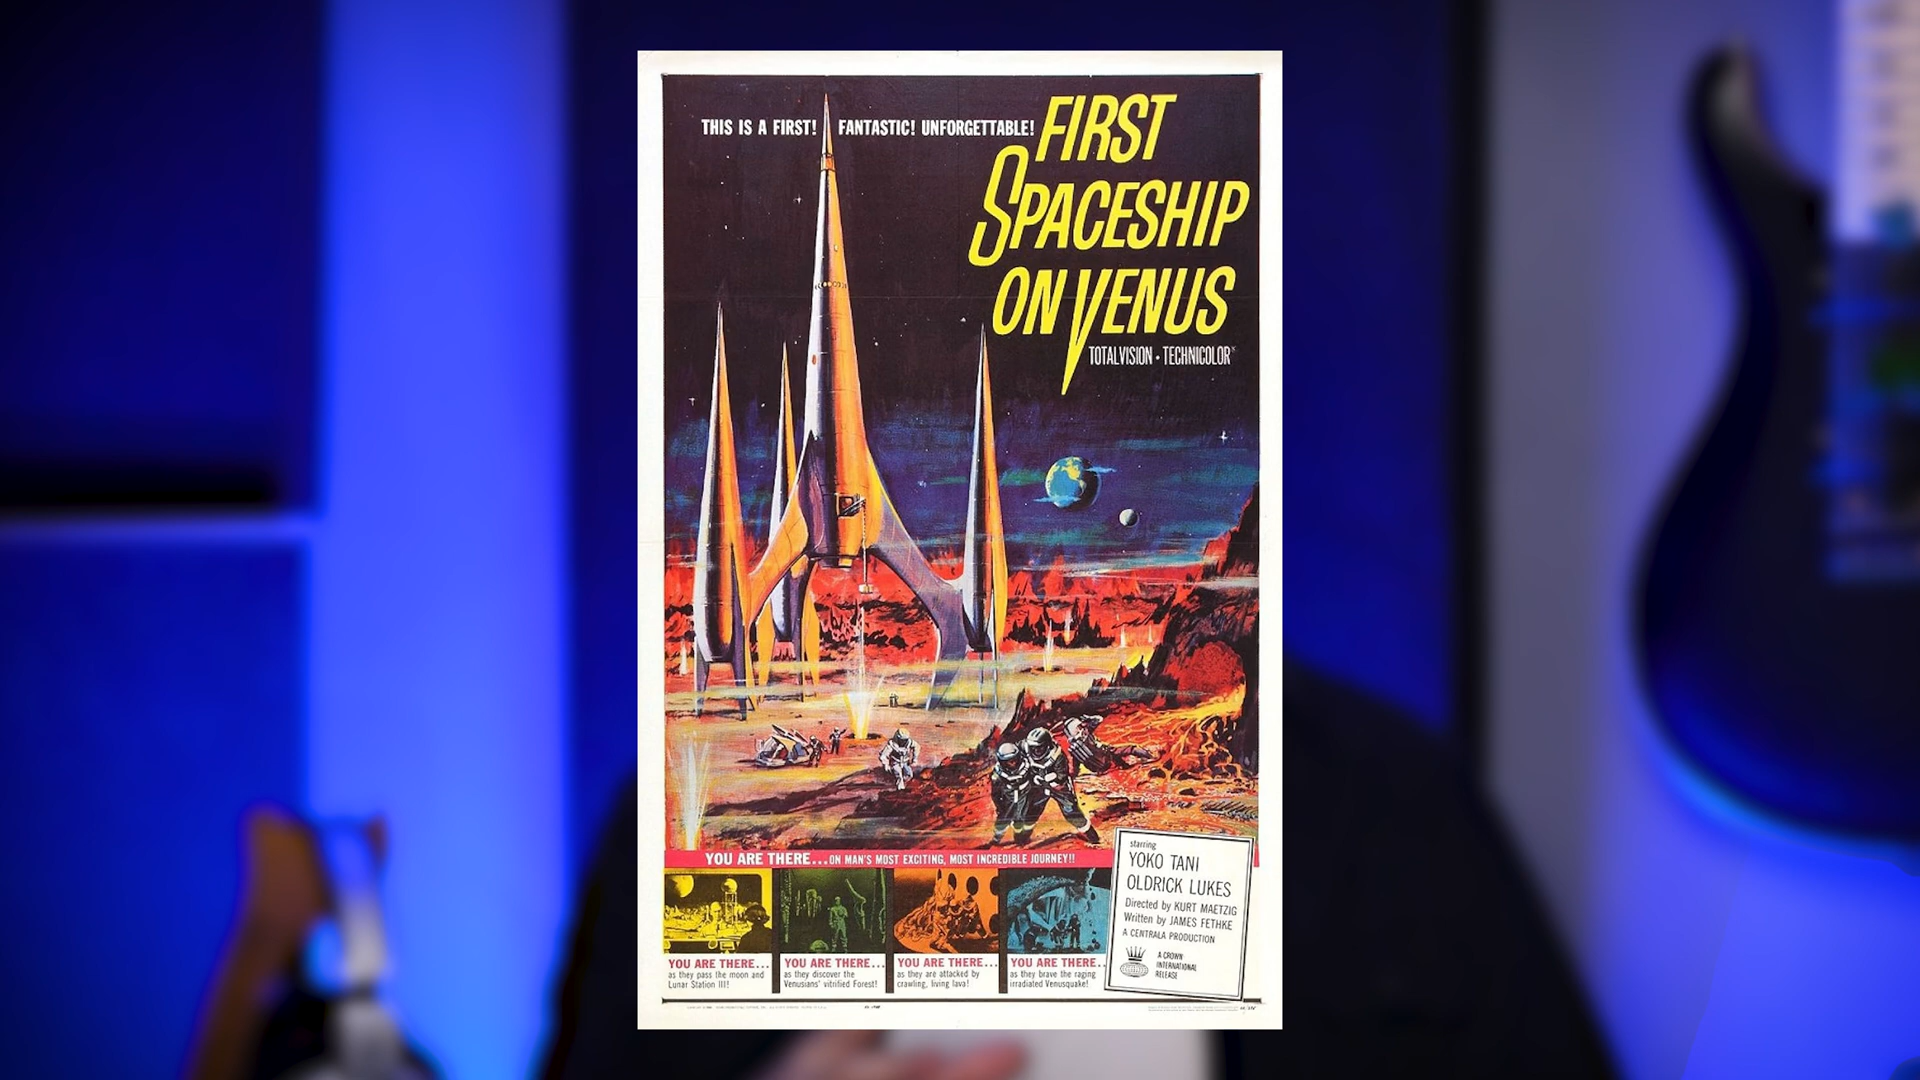 THIS IS A FIRST! FANTASTIC! UNFORGETTABLE!
FIRST
SPACESHIP
ON VENUS
TOTALVISION • TECHNICOLOR
YOU ARE THERE...ON MAN'S MOST EXCITING, MOST INCREDIBLE JOURNEY!!
starring
YOKO TANI
OLDRICK LUKES
Directed by KURT MAETZIG
Written by JAMES FETHKE
A CENTRALA PRODUCTION
A CROWN
INTERNATIONAL
RELEASE
YOU ARE THERE...
as they pass the moon and
Lunar Station III!
YOU ARE THERE...
as they discover the
Venusians' vitrified Forest!
YOU ARE THERE...
as they are attacked by
crawling, living lava!
YOU ARE THERE..
as they brave the raging
irradiated Venusquake!